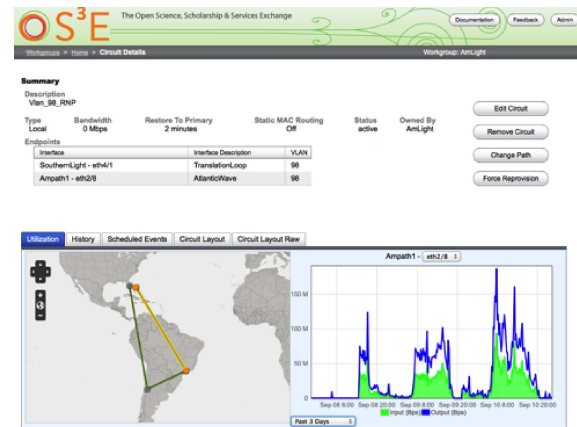 OS3E
The Open Science, Scholarship & Services Exchange
Documentation Feedback Admin
Workgroups > Home > Circuit Details Workgroup: AmLight
Summary
Description
Vlan_98_RNP
Type Bandwidth Restore To Primary Static MAC Routing Status Owned By
Local 0 Mbps 2 minutes Off active AmLight
Endpoints
Interface Interface Description VLAN
SouthernLight - eth4/1 TranslationLoop 98
Ampath1 - eth2/8 AtlanticWave 98
Edit Circuit
Remove Circuit
Change Path
Force Reprovision
Utilization History Scheduled Events Circuit Layout Circuit Layout Raw
Ampath1 - eth2/8
150 M
100 M
50 M
0
Sep 08 8:00 Sep 08 20:00 Sep 09 8:00 Sep 09 20:00 Sep 10 8:00 Sep 10 20:00
Input (Bps) Output (Bps)
Past 3 Days